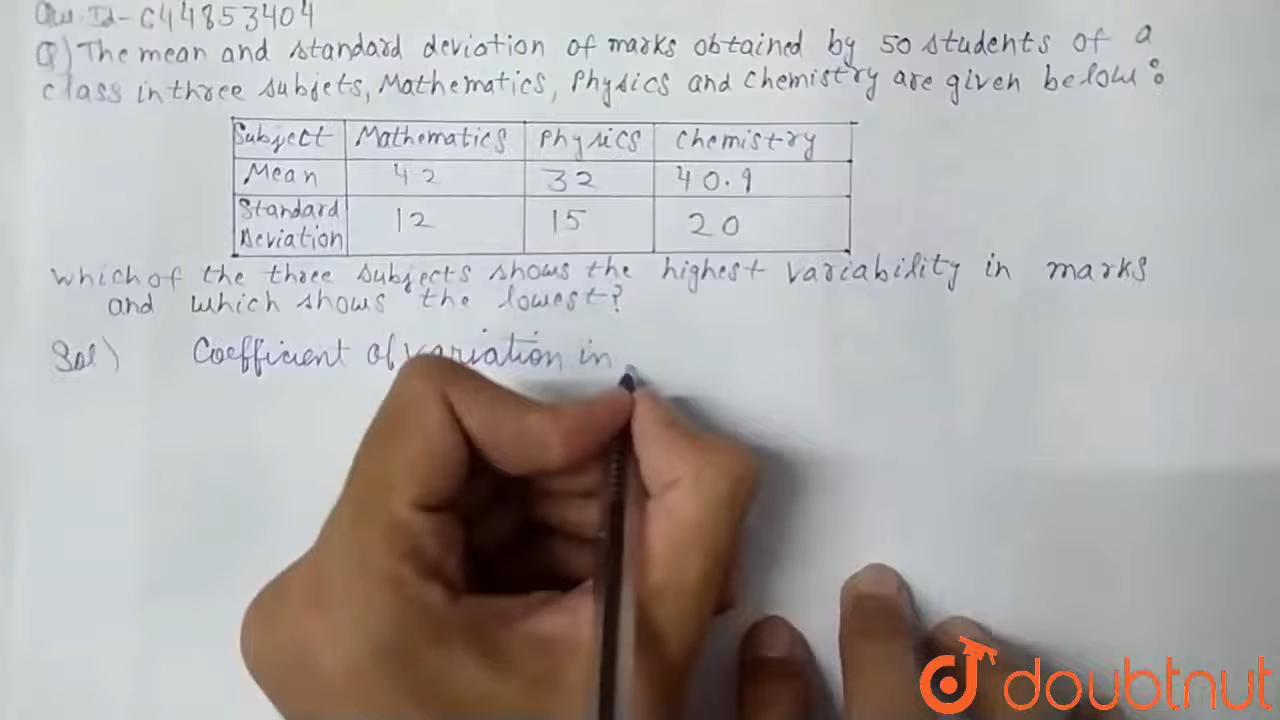 Qu. Id - C44853404
Q) The mean and standard deviation of marks obtained by 50 students of a
class in three subjets, Mathematics, Physics and Chemistry are given below :
Subject Mathematics Physics Chemistry
Mean 42 32 40.9
Standard Deviation 12 15 20
which of the three subjects shows the highest variability in marks
and which shows the lowest?
Sol) Coefficient of variation in
doubtnut